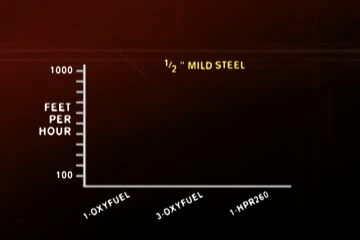 1/2 " MILD STEEL
1000
FEET
PER
HOUR
100
1-OXYFUEL
3-OXYFUEL
1-HPR260